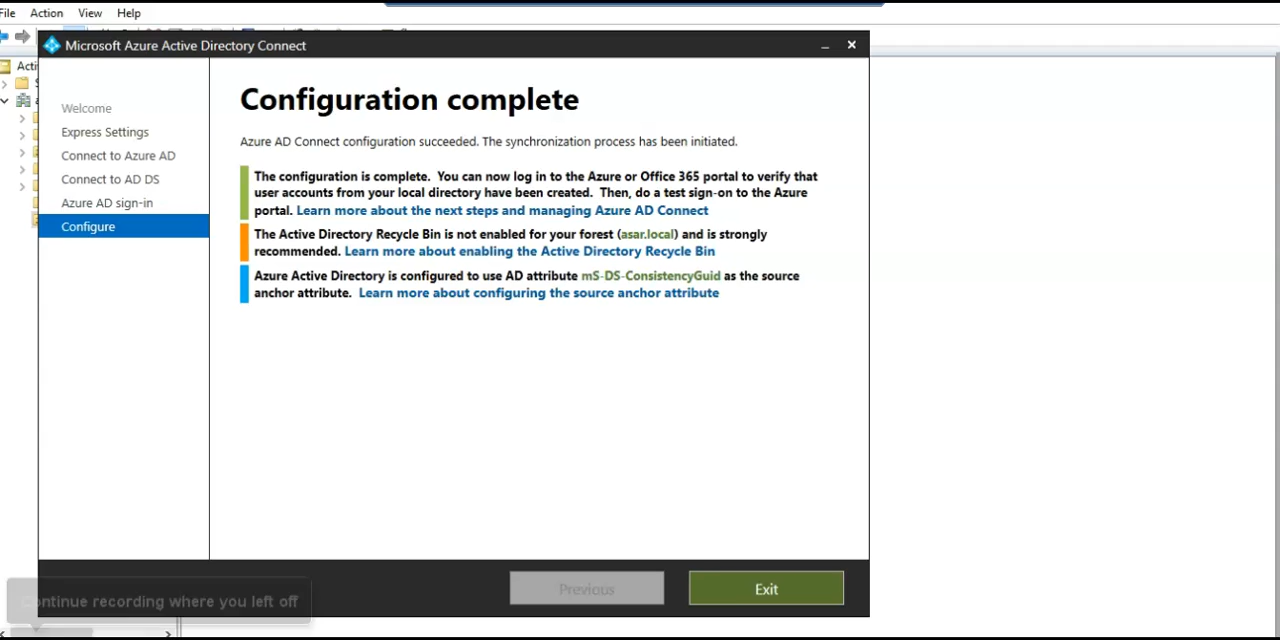 File Action View Help
Microsoft Azure Active Directory Connect
Acti
Welcome
Express Settings
Connect to Azure AD
Connect to AD DS
Azure AD sign-in
Configure
Configuration complete
Azure AD Connect configuration succeeded. The synchronization process has been initiated.
The configuration is complete. You can now log in to the Azure or Office 365 portal to verify that
user accounts from your local directory have been created. Then, do a test sign-on to the Azure
portal. Learn more about the next steps and managing Azure AD Connect
The Active Directory Recycle Bin is not enabled for your forest (asar.local) and is strongly
recommended. Learn more about enabling the Active Directory Recycle Bin
Azure Active Directory is configured to use AD attribute mS-DS-ConsistencyGuid as the source
anchor attribute. Learn more about configuring the source anchor attribute
Previous
Exit
Continue recording where you left off